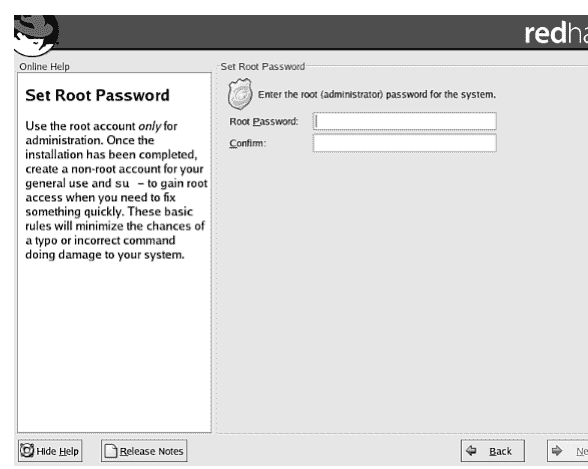 redha
Online Help
Set Root Password
Use the root account only for
administration. Once the
installation has been completed,
create a non-root account for your
general use and su - to gain root
access when you need to fix
something quickly. These basic
rules will minimize the chances of
a typo or incorrect command
doing damage to your system.
Set Root Password
Enter the root (administrator) password for the system.
Root Password:
Confirm:
Hide Help
Release Notes
Back
Ne